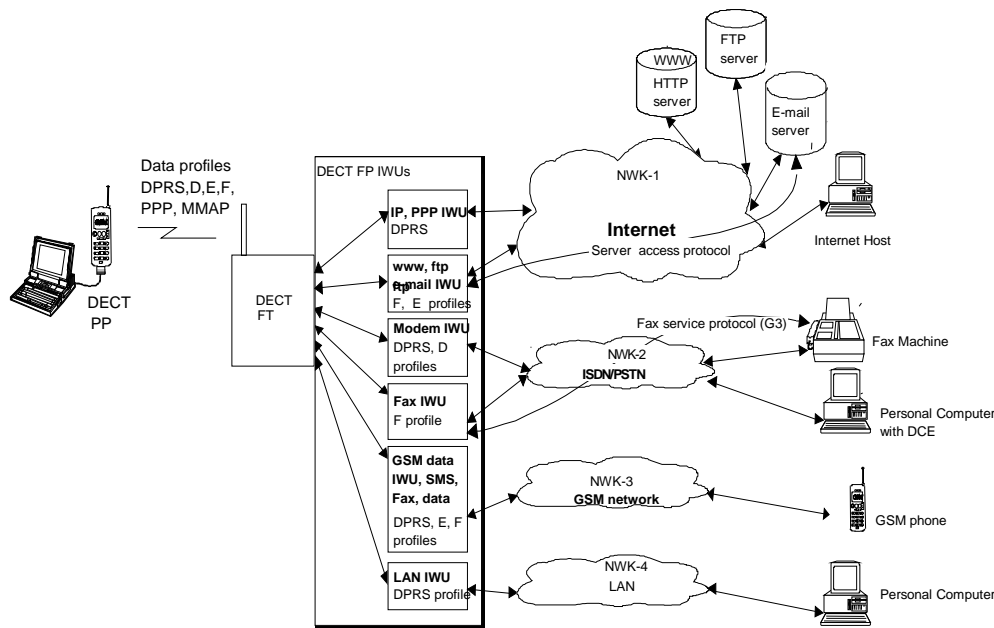 FTP
server
WWW
HTTP
server
E-mail
server
Data profiles
DPRS,D,E,F,
PPP, MMAP
DECT FP IWUs
NWK-1
IP, PPP IWU
DPRS
Internet
Server access protocol
Internet Host
www, ftp
e-mail IWU
ftp
F, E profiles
DECT
PP
DECT
FT
Modem IWU
DPRS, D
profiles
Fax service protocol (G3)
Fax Machine
NWK-2
ISDN/PSTN
Fax IWU
F profile
Personal Computer
with DCE
GSM data
IWU, SMS,
Fax, data
DPRS, E, F
profiles
NWK-3
GSM network
GSM phone
LAN IWU
DPRS profile
NWK-4
LAN
Personal Computer